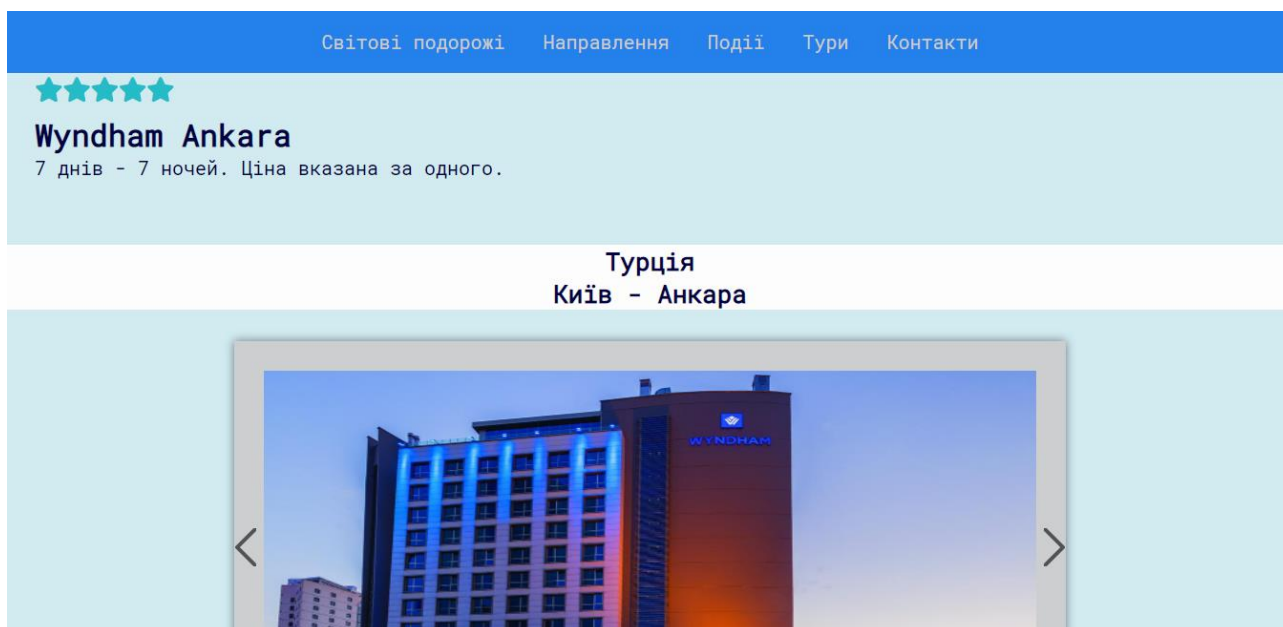 Світові подорожі Направлення Події Тури Контакти
Wyndham Ankara
7 днів - 7 ночей. Ціна вказана за одного.
Турція
Київ - Анкара
WYNDHAM